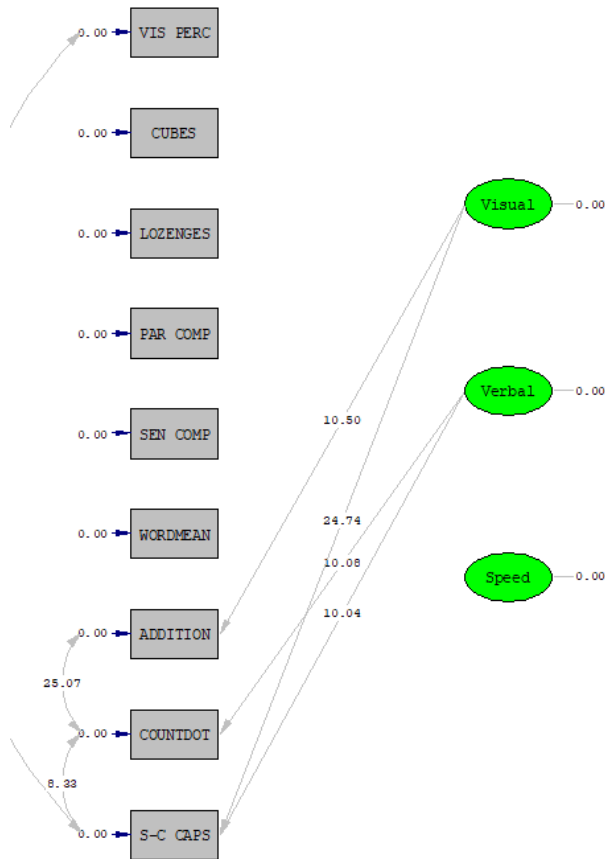 0.00 VIS PERC
0.00 CUBES
Visual 0.00
0.00 LOZENGES
0.00 PAR COMP
Verbal 0.00
10.50
0.00 SEN COMP
24.74
0.00 WORDMEAN
10.08
Speed 0.00
10.04
0.00 ADDITION
25.07
0.00 COUNTDOT
8.33
0.00 S-C CAPS